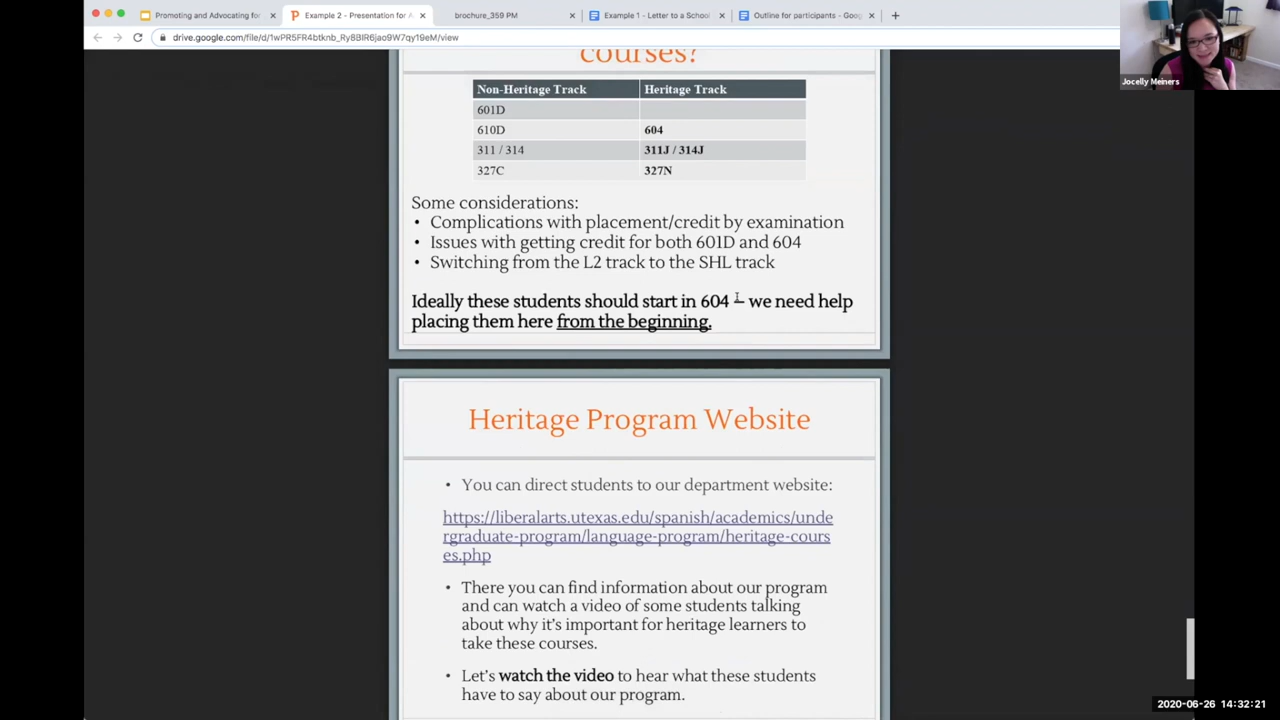 Promoting and Advocating fo
Example 2 - Presentation for A
brochure_359 PM
Example 1 - Letter to a School
Outline for participants - Goog
drive.google.com/file/d/1wPR5FR4btknb_Ry8BIR6jao9W7qy19eM/view
Jocelly Meiners
courses?
Non-Heritage Track Heritage Track
601D
610D 604
311 / 314 311J / 314J
327C 327N
Some considerations:
• Complications with placement/credit by examination
• Issues with getting credit for both 601D and 604
• Switching from the L2 track to the SHL track
Ideally these students should start in 604 – we need help
placing them here from the beginning.
Heritage Program Website
• You can direct students to our department website:
https://liberalarts.utexas.edu/spanish/academics/unde
rgraduate-program/language-program/heritage-cours
es.php
• There you can find information about our program
and can watch a video of some students talking
about why it's important for heritage learners to
take these courses.
• Let's watch the video to hear what these students
have to say about our program.
2020-06-26 14:32:21